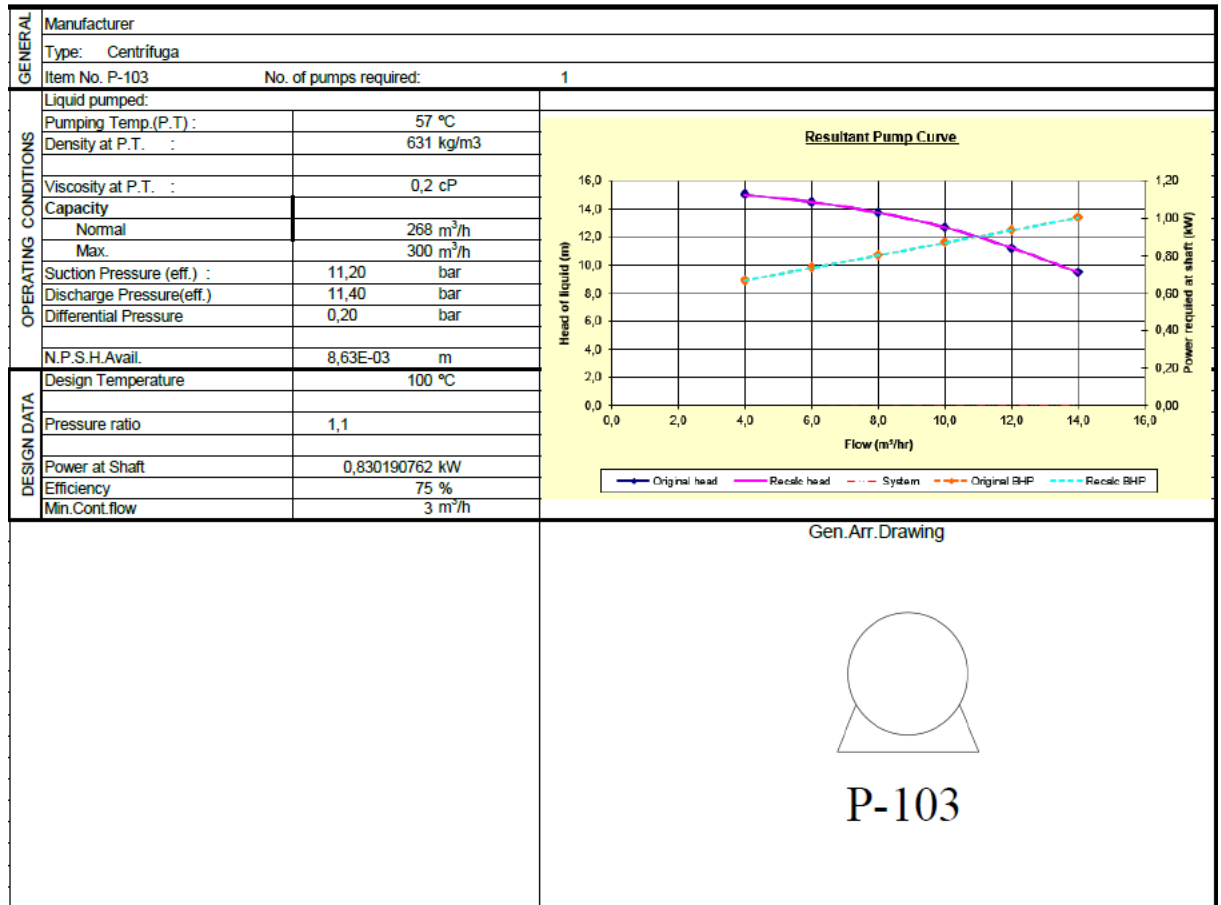 GENERAL
Manufacturer
Type: Centrífuga
Item No. P-103 No. of pumps required: 1
OPERATING CONDITIONS
Liquid pumped:
Pumping Temp.(P.T) : 57 ºC
Density at P.T. : 631 kg/m3
Viscosity at P.T. : 0,2 cP
Capacity
Normal 268 m³/h
Max. 300 m³/h
Suction Pressure (eff.) : 11,20 bar
Discharge Pressure(eff.) 11,40 bar
Differential Pressure 0,20 bar
N.P.S.H.Avail. 8,63E-03 m
DESIGN DATA
Design Temperature 100 ºC
Pressure ratio 1,1
Power at Shaft 0,830190762 kW
Efficiency 75 %
Min.Cont.flow 3 m³/h
Resultant Pump Curve
Head of liquid (m)
16,0
14,0
12,0
10,0
8,0
6,0
4,0
2,0
0,0
1,20
1,00
0,80
0,60
0,40
0,20
0,00
Power requied at shaft (kW)
0,0 2,0 4,0 6,0 8,0 10,0 12,0 14,0 16,0
Flow (m³/hr)
Original head Recalc head System Original BHP Recalc BHP
Gen.Arr.Drawing
P-103